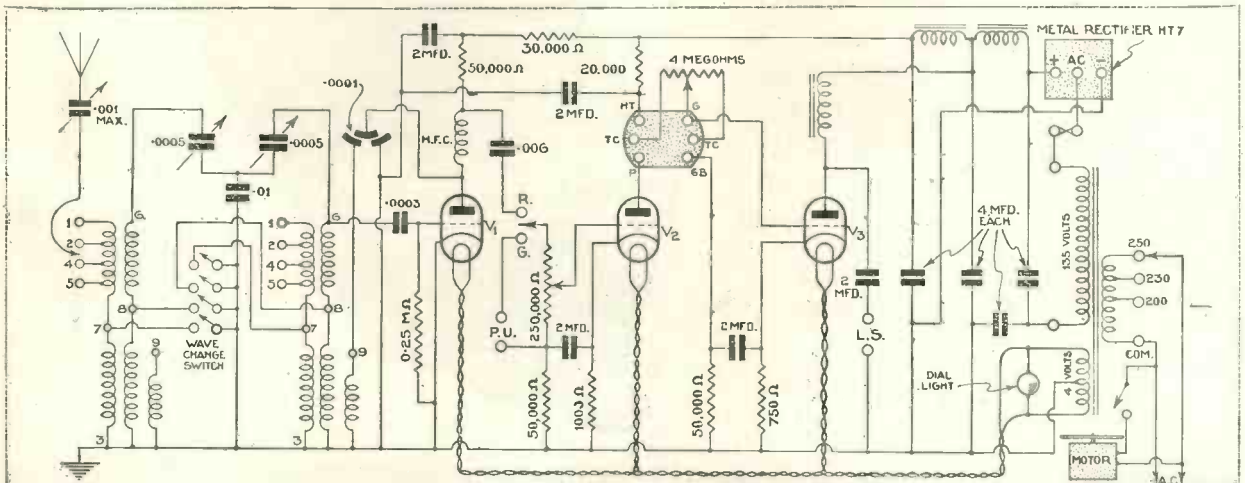 .001
MAX.
.0005
.0005
.01
1
2
4
5
6
8
7
3
WAVE
CHANGE
SWITCH
9
1
2
4
5
6
8
7
9
3
.0001
2 MFD.
50,000 Ω
30,000 Ω
H.F.C.
.006
.0003
V1
0.25 MΩ
R.
G.
P.U.
250,000 Ω
50,000 Ω
2 MFD.
1000 Ω
20,000
2 MFD.
4 MEGOHMS
HT
G
TC
TC
P
GB
V2
50,000 Ω
2 MFD.
750 Ω
V3
2
MFD.
L.S.
METAL RECTIFIER HT7
+ AC −
4 MFD.
EACH
135 VOLTS
4 VOLTS
DIAL
LIGHT
250
230
200
COM.
MOTOR
A.C.